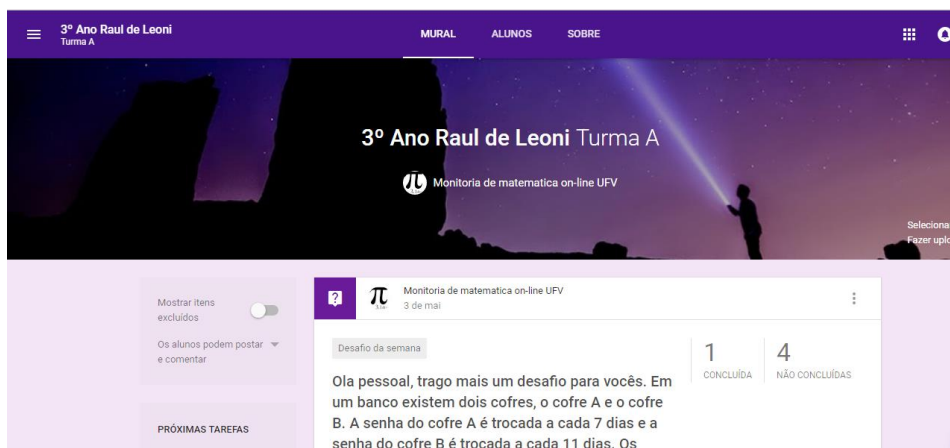 3º Ano Raul de Leoni
Turma A
MURAL ALUNOS SOBRE
3º Ano Raul de Leoni Turma A
Monitoria de matematica on-line UFV
Seleciona
Fazer uplo
Mostrar itens
excluídos
Os alunos podem postar
e comentar
PRÓXIMAS TAREFAS
Monitoria de matematica on-line UFV
3 de mai
Desafio da semana
1
CONCLUÍDA
4
NÃO CONCLUÍDAS
Ola pessoal, trago mais um desafio para vocês. Em
um banco existem dois cofres, o cofre A e o cofre
B. A senha do cofre A é trocada a cada 7 dias e a
senha do cofre B é trocada a cada 11 dias. Os